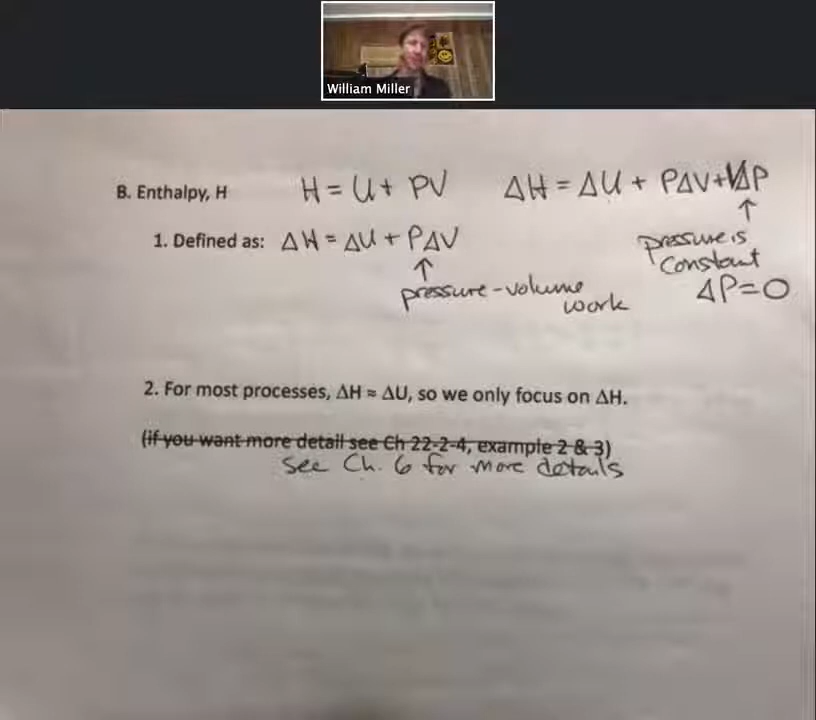 William Miller
B. Enthalpy, H H = U + PV ΔH = ΔU + PΔV + VΔP
↑
1. Defined as: ΔH = ΔU + PΔV
pressure is
constant
ΔP = 0
↑
pressure-volume
work
2. For most processes, ΔH ≈ ΔU, so we only focus on ΔH.
(if you want more detail see Ch 22-2-4, example 2 & 3)
see Ch. 6 for more details